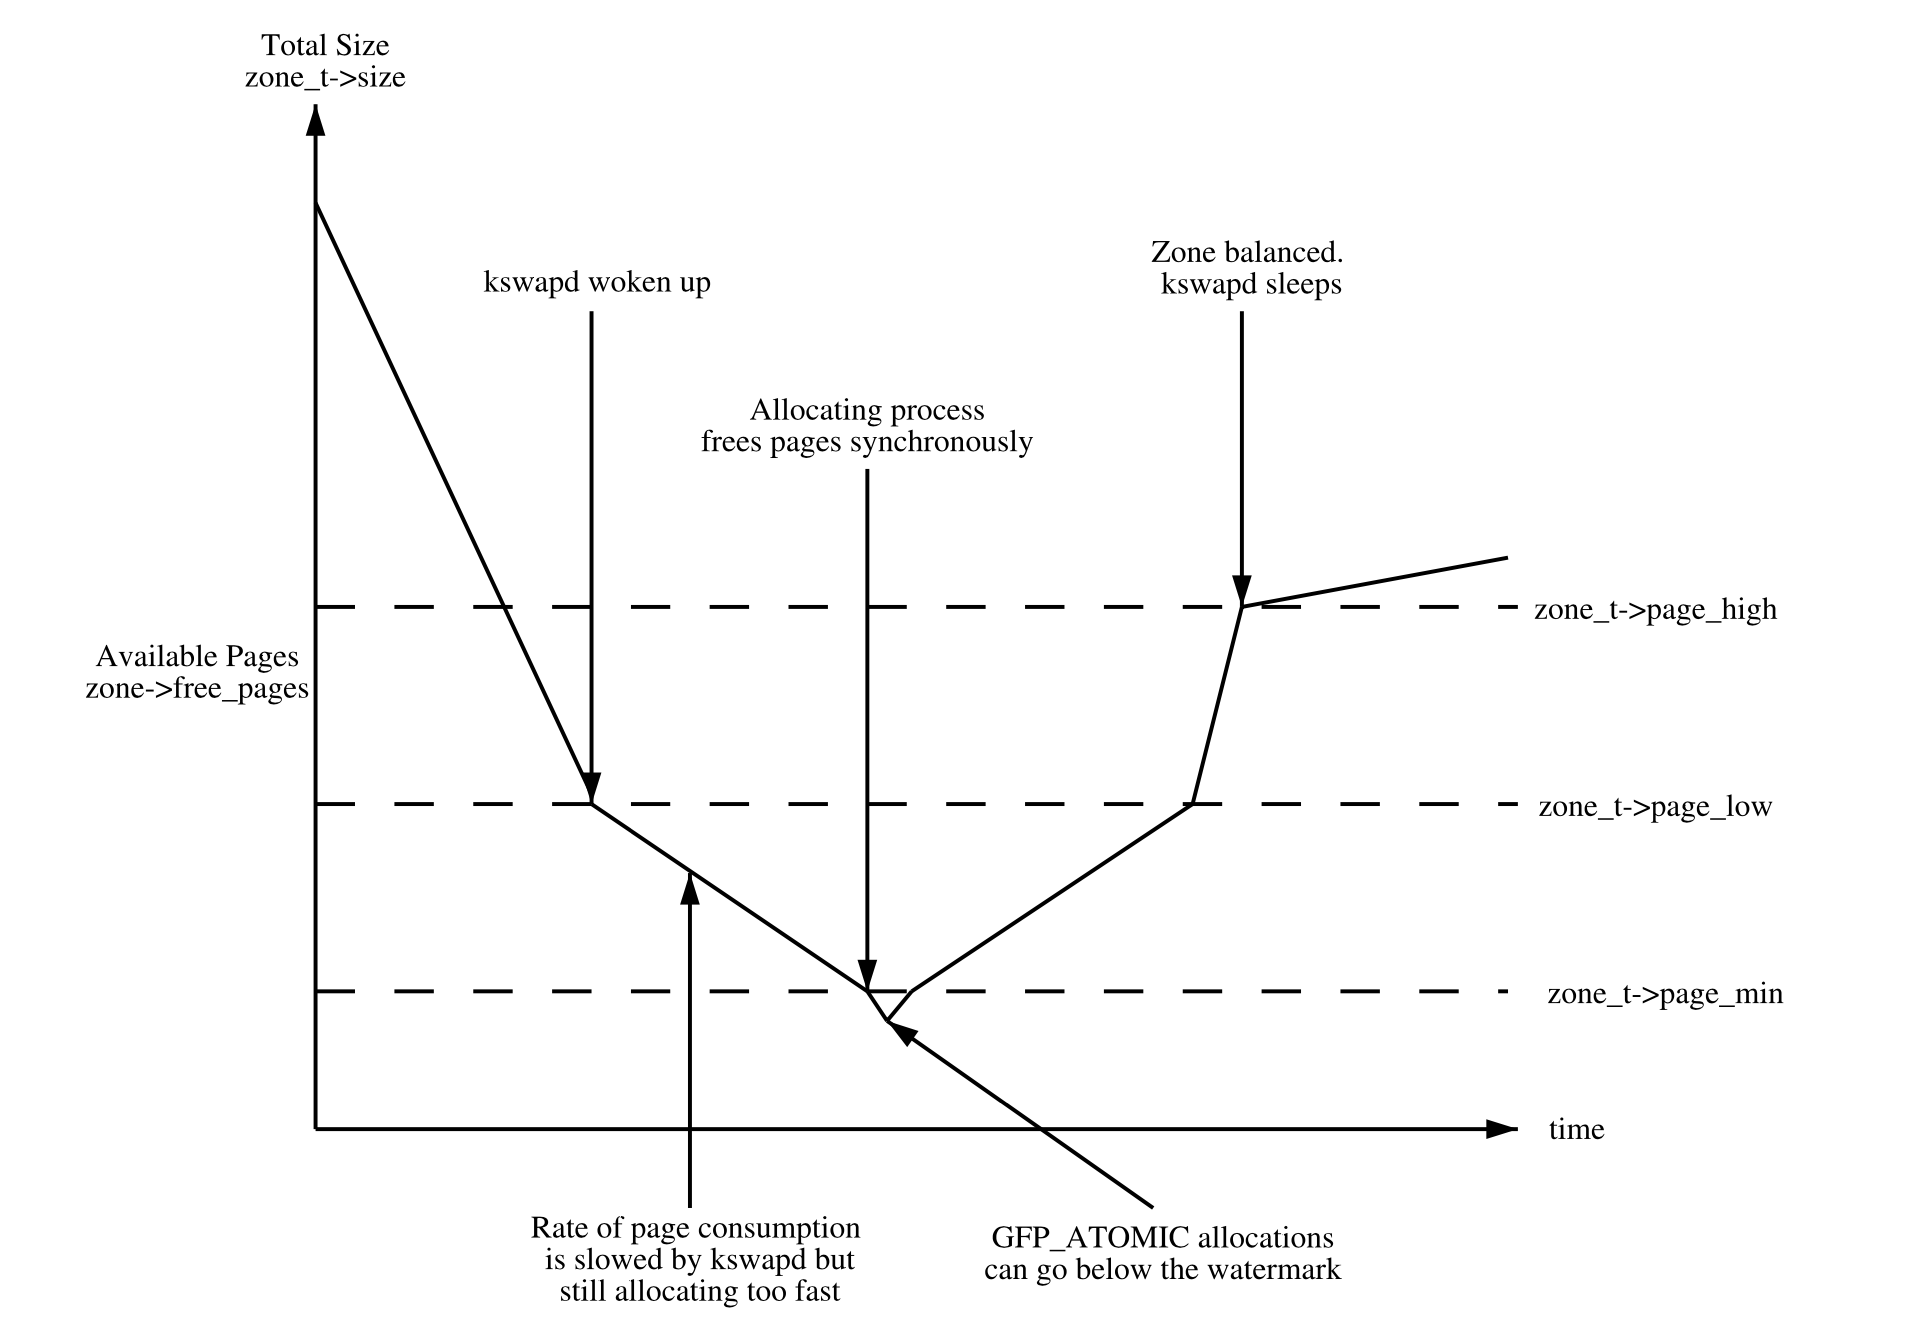 Total Size
zone_t->size
kswapd woken up
Zone balanced.
kswapd sleeps
Allocating process
frees pages synchronously
zone_t->page_high
Available Pages
zone->free_pages
zone_t->page_low
zone_t->page_min
time
Rate of page consumption
is slowed by kswapd but
still allocating too fast
GFP_ATOMIC allocations
can go below the watermark